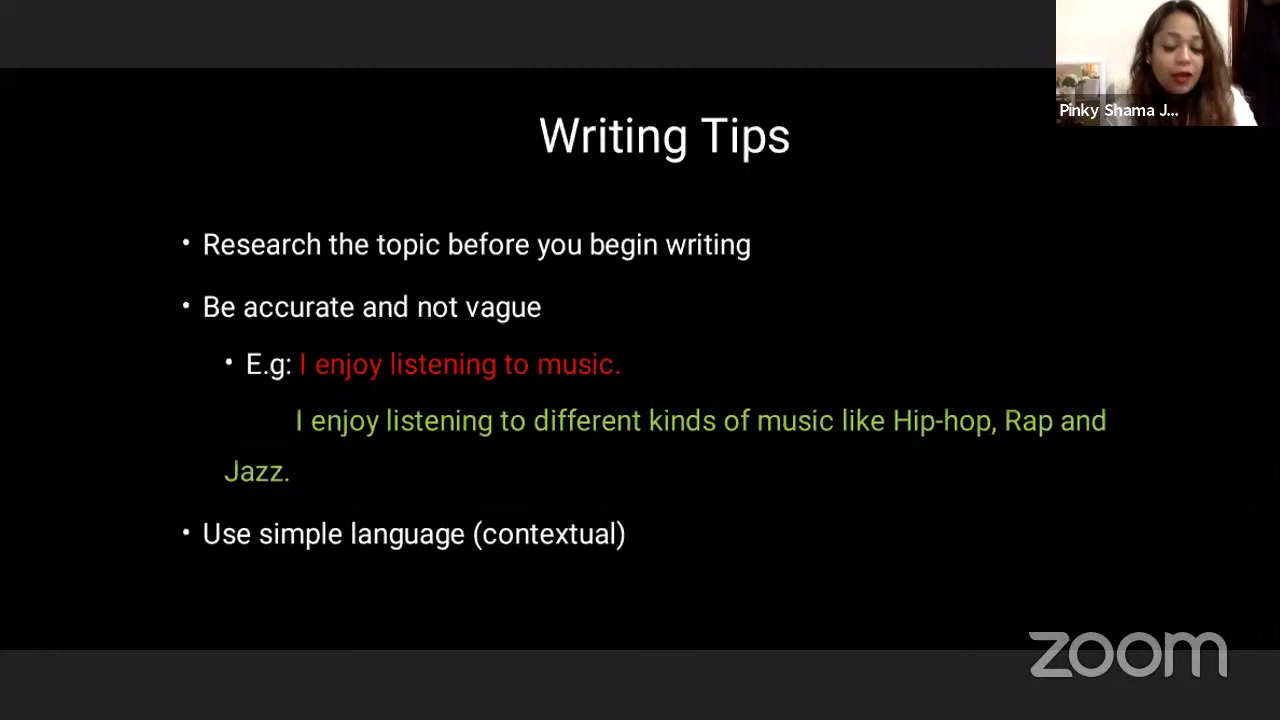 Pinky Shama J...
Writing Tips
• Research the topic before you begin writing
• Be accurate and not vague
• E.g: I enjoy listening to music.
I enjoy listening to different kinds of music like Hip-hop, Rap and
Jazz.
• Use simple language (contextual)
zoom